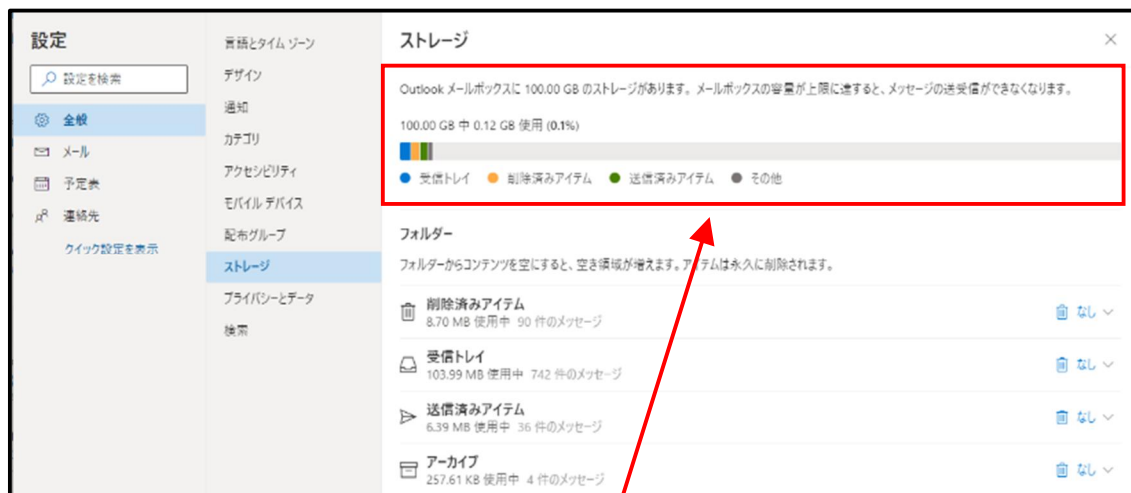 設定
設定を検索
全般
メール
予定表
連絡先
クイック設定を表示
言語とタイム ゾーン
デザイン
通知
カテゴリ
アクセシビリティ
モバイル デバイス
配布グループ
ストレージ
プライバシーとデータ
検索
ストレージ
Outlook メールボックスに 100.00 GB のストレージがあります。メールボックスの容量が上限に達すると、メッセージの送受信ができなくなります。
100.00 GB 中 0.12 GB 使用 (0.1%)
受信トレイ 削除済みアイテム 送信済みアイテム その他
フォルダー
フォルダーからコンテンツを空にすると、空き領域が増えます。アイテムは永久に削除されます。
削除済みアイテム
8.70 MB 使用中 90 件のメッセージ
なし
受信トレイ
103.99 MB 使用中 742 件のメッセージ
なし
送信済みアイテム
6.39 MB 使用中 36 件のメッセージ
なし
アーカイブ
257.61 KB 使用中 4 件のメッセージ
なし